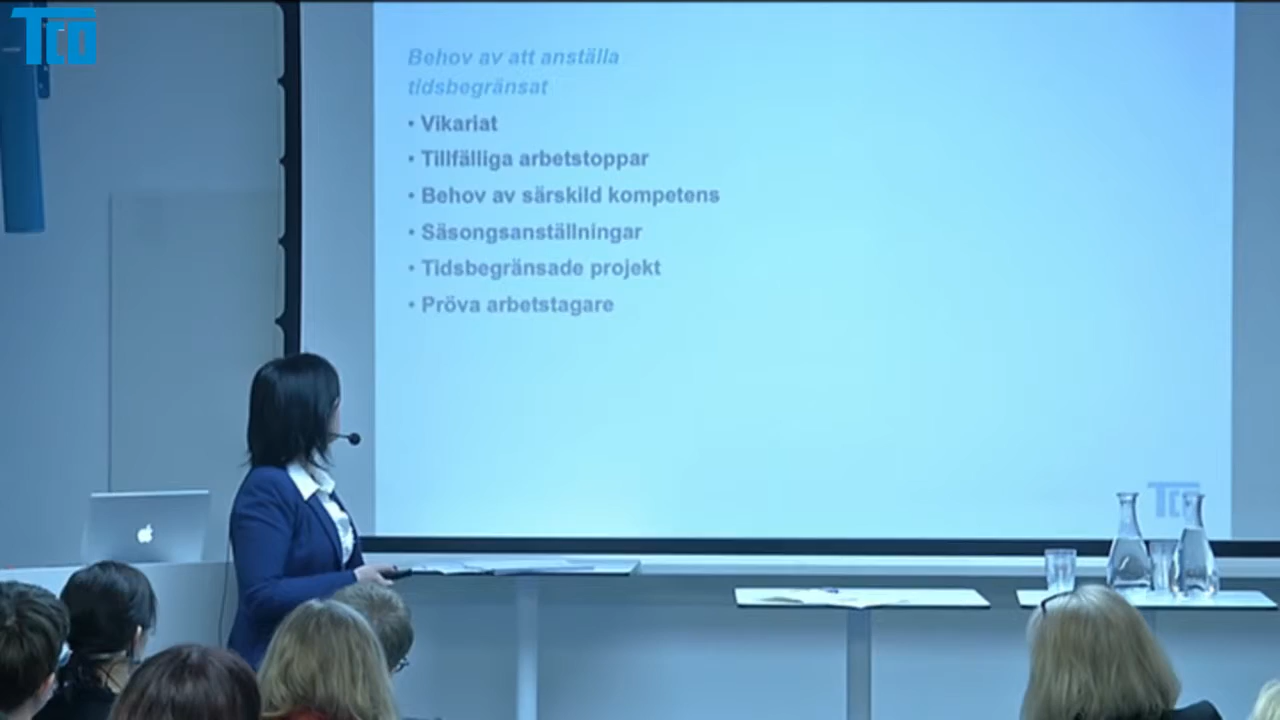 TCO
Behov av att anställa
tidsbegränsat
• Vikariat
• Tillfälliga arbetstoppar
• Behov av särskild kompetens
• Säsongsanställningar
• Tidsbegränsade projekt
• Pröva arbetstagare
TCO